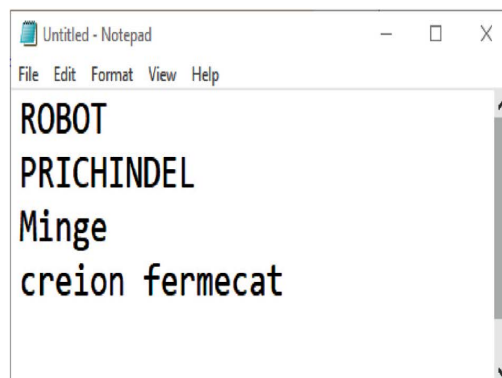 Untitled - Notepad
File Edit Format View Help
ROBOT
PRICHINDEL
Minge
creion fermecat